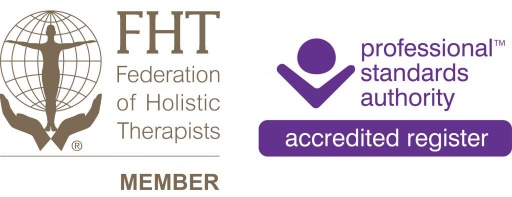 FHT
Federation
of Holistic
Therapists
®
MEMBER
professional™
standards
authority
accredited register